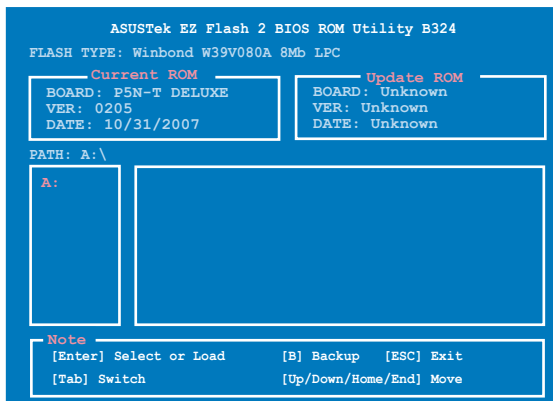 ASUSTek EZ Flash 2 BIOS ROM Utility B324
FLASH TYPE: Winbond W39V080A 8Mb LPC
Current ROM
BOARD: P5N-T DELUXE
VER: 0205
DATE: 10/31/2007
Update ROM
BOARD: Unknown
VER: Unknown
DATE: Unknown
PATH: A:\
A:
Note
[Enter] Select or Load [B] Backup [ESC] Exit
[Tab] Switch [Up/Down/Home/End] Move